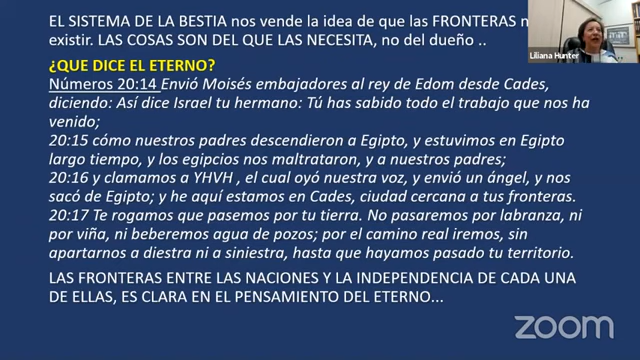 EL SISTEMA DE LA BESTIA nos vende la idea de que las FRONTERAS
existir. LAS COSAS SON DEL QUE LAS NECESITA, no del dueño ..
Liliana Hunter
¿QUE DICE EL ETERNO?
Números 20:14 Envió Moisés embajadores al rey de Edom desde Cades,
diciendo: Así dice Israel tu hermano: Tú has sabido todo el trabajo que nos ha
venido;
20:15 cómo nuestros padres descendieron a Egipto, y estuvimos en Egipto
largo tiempo, y los egipcios nos maltrataron, y a nuestros padres;
20:16 y clamamos a YHVH , el cual oyó nuestra voz, y envió un ángel, y nos
sacó de Egipto; y he aquí estamos en Cades, ciudad cercana a tus fronteras.
20:17 Te rogamos que pasemos por tu tierra. No pasaremos por labranza, ni
por viña, ni beberemos agua de pozos; por el camino real iremos, sin
apartarnos a diestra ni a siniestra, hasta que hayamos pasado tu territorio.
LAS FRONTERAS ENTRE LAS NACIONES Y LA INDEPENDENCIA DE CADA UNA
DE ELLAS, ES CLARA EN EL PENSAMIENTO DEL ETERNO...
zoom